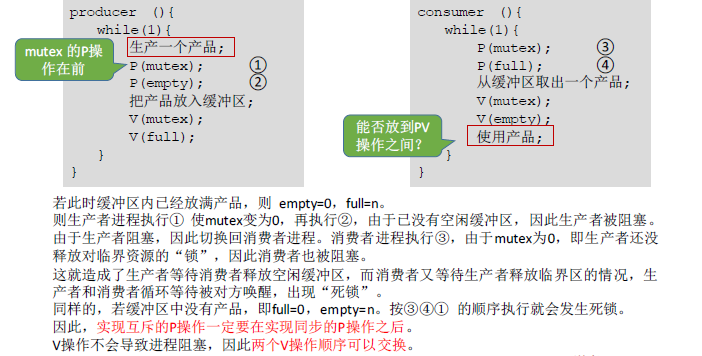 producer (){
while(1){
生产一个产品;
mutex 的P操
作在前
P(mutex); ①
P(empty); ②
把产品放入缓冲区;
V(mutex);
V(full);
}
}
consumer (){
while(1){
P(mutex); ③
P(full); ④
从缓冲区取出一个产品;
V(mutex);
V(empty);
能否放到PV
操作之间？
使用产品;
}
}
若此时缓冲区内已经放满产品，则 empty=0，full=n。
则生产者进程执行① 使mutex变为0，再执行②，由于已没有空闲缓冲区，因此生产者被阻塞。
由于生产者阻塞，因此切换回消费者进程。消费者进程执行③，由于mutex为0，即生产者还没
释放对临界资源的“锁”，因此消费者也被阻塞。
这就造成了生产者等待消费者释放空闲缓冲区，而消费者又等待生产者释放临界区的情况，生
产者和消费者循环等待被对方唤醒，出现“死锁”。
同样的，若缓冲区中没有产品，即full=0，empty=n。按③④① 的顺序执行就会发生死锁。
因此，实现互斥的P操作一定要在实现同步的P操作之后。
V操作不会导致进程阻塞，因此两个V操作顺序可以交换。